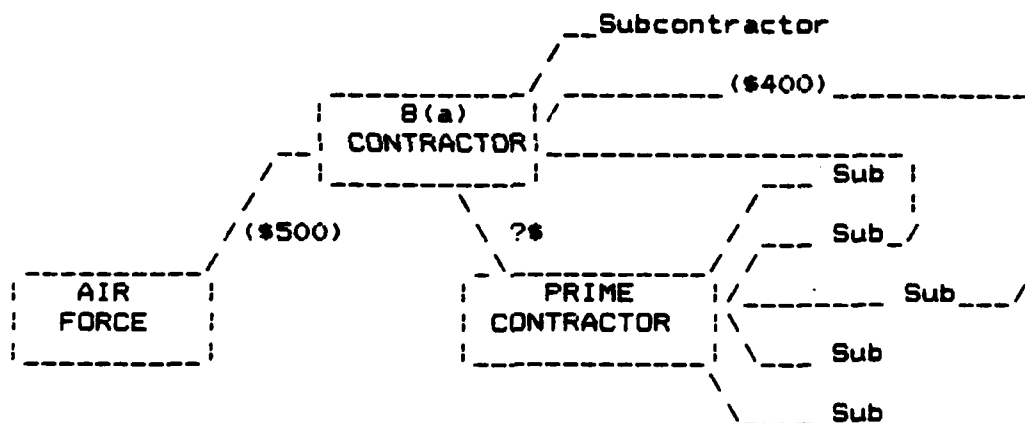 Subcontractor
($400)
8(a)
CONTRACTOR
Sub
($500)
?$
Sub
AIR
FORCE
PRIME
CONTRACTOR
Sub
Sub
Sub